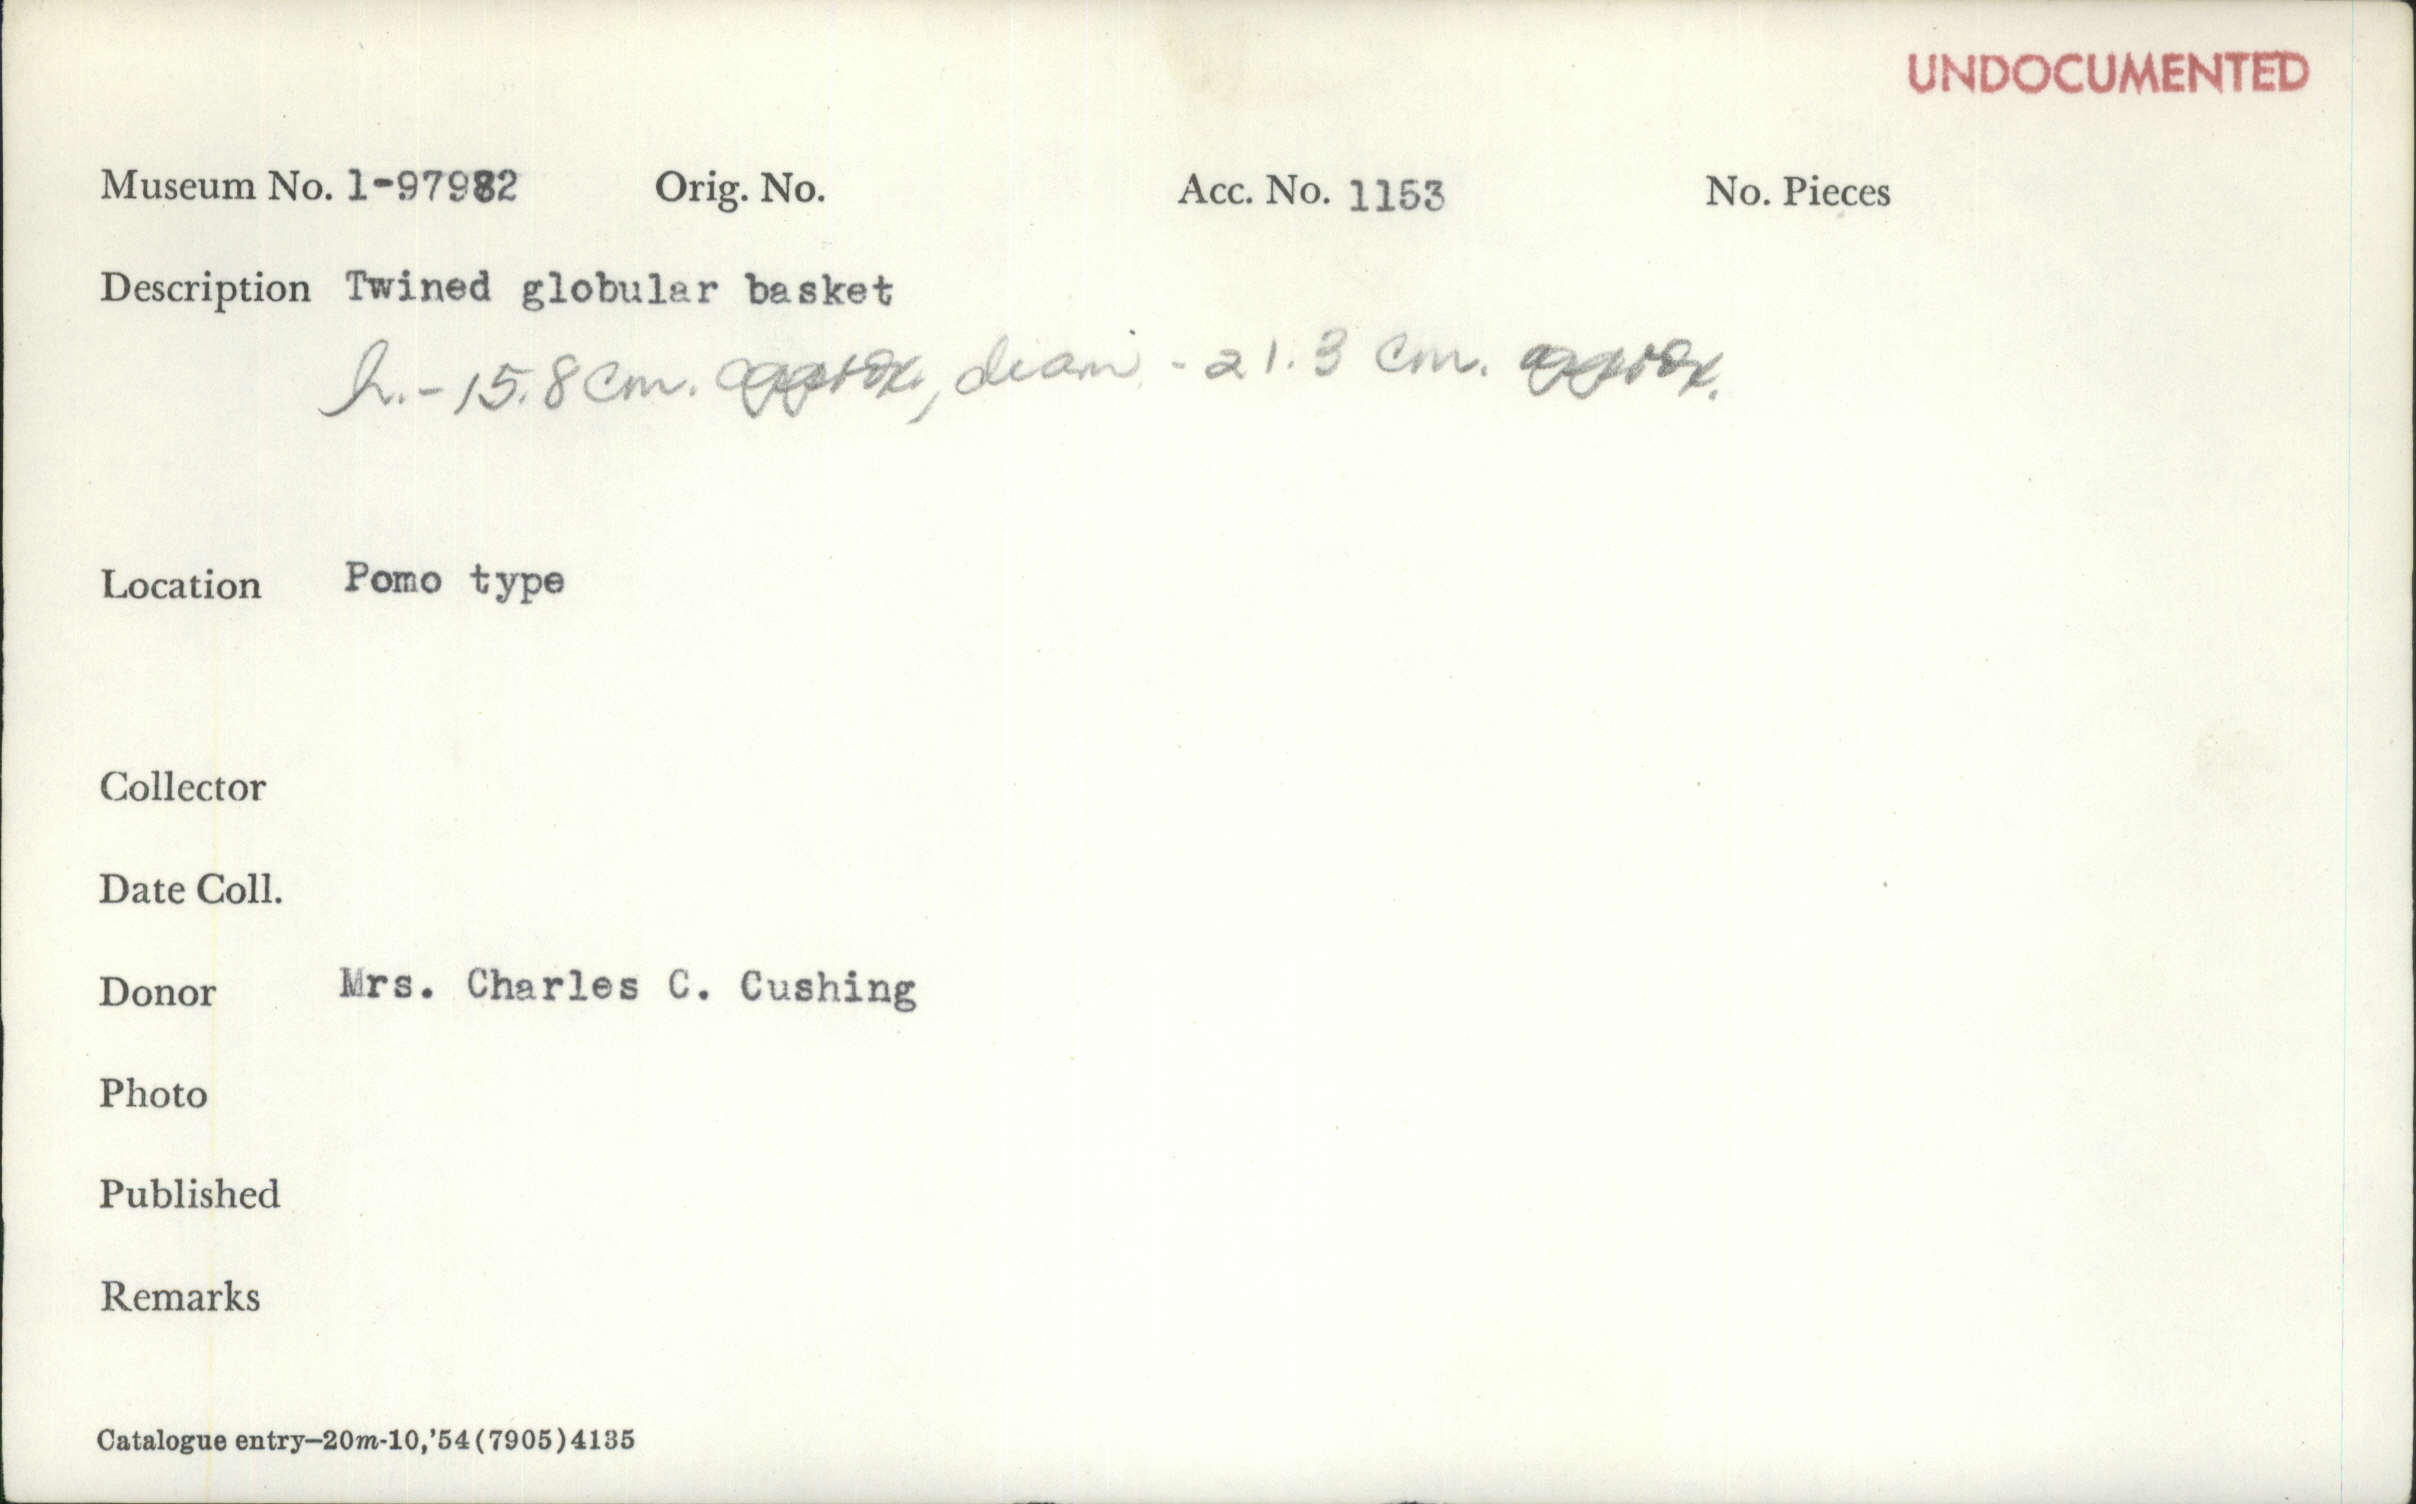 UNDOCUMENTED
Museum No. 1-97982 Orig. No. Acc. No. 1153 No. Pieces
Description Twined globular basket
h. - 15.8 cm. approx., diam. - 21.3 cm. approx.
Location Pomo type
Collector
Date Coll.
Donor Mrs. Charles C. Cushing
Photo
Published
Remarks
Catalogue entry—20m-10,'54(7905)4135